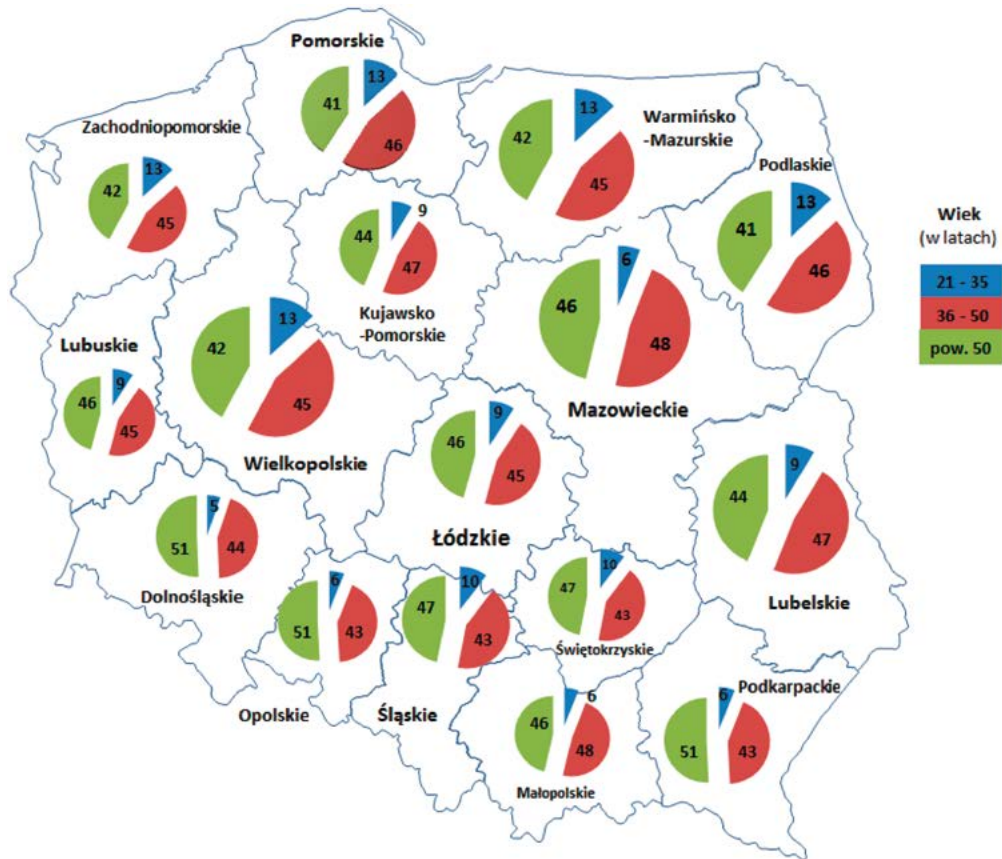 Pomorskie
13
41
46
Zachodniopomorskie
13
42
45
13
42
45
Warmińsko
-Mazurskie
Podlaskie
13
41
46
Wiek
(w latach)
21 - 35
36 - 50
pow. 50
9
44
47
Kujawsko
-Pomorskie
6
46
48
Mazowieckie
Lubuskie
9
46
45
13
42
45
Wielkopolskie
9
46
45
Łódzkie
9
44
47
Lubelskie
5
51
44
Dolnośląskie
6
51
43
Opolskie
10
47
43
Śląskie
10
47
43
Świętokrzyskie
Podkarpackie
6
51
43
6
46
48
Małopolskie